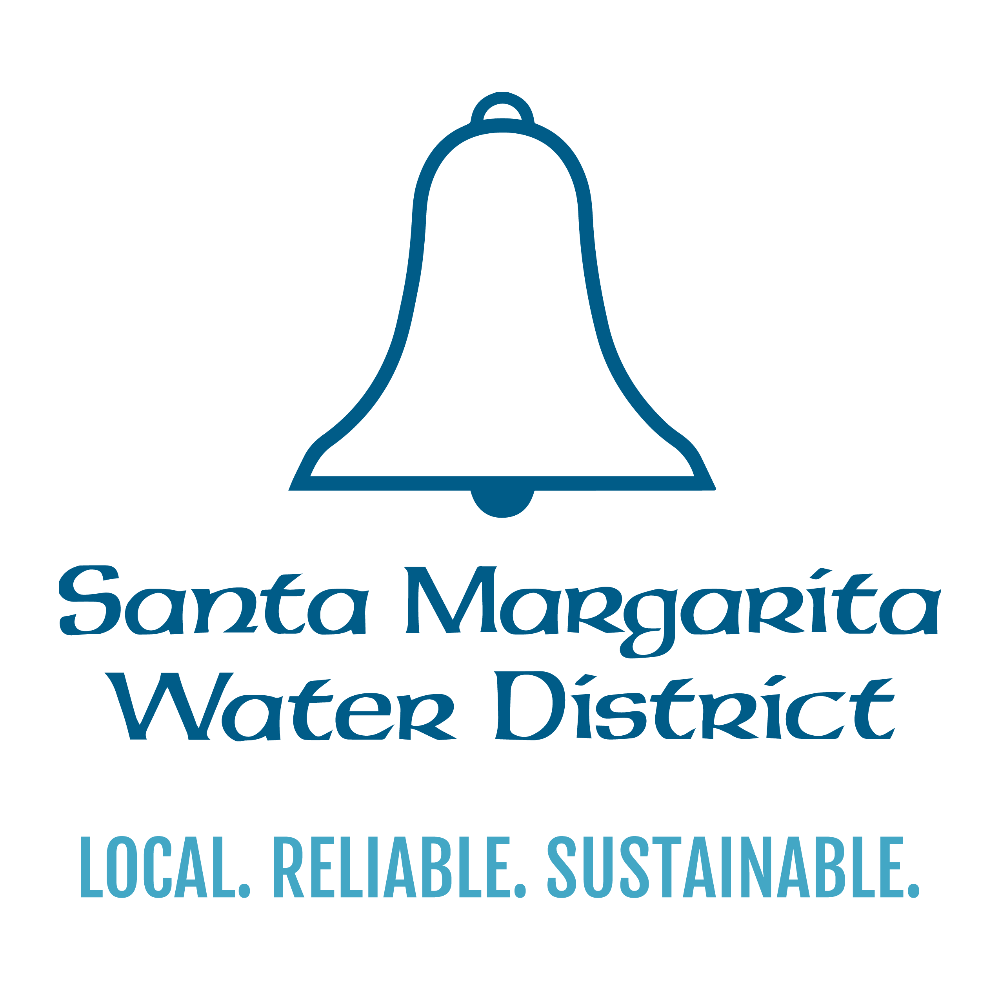 Santa Margarita
Water District
LOCAL. RELIABLE. SUSTAINABLE.